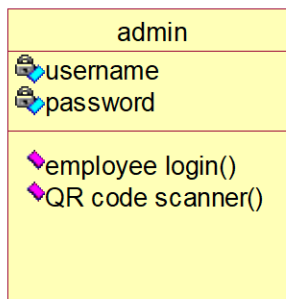 admin
username
password
employee login()
QR code scanner()